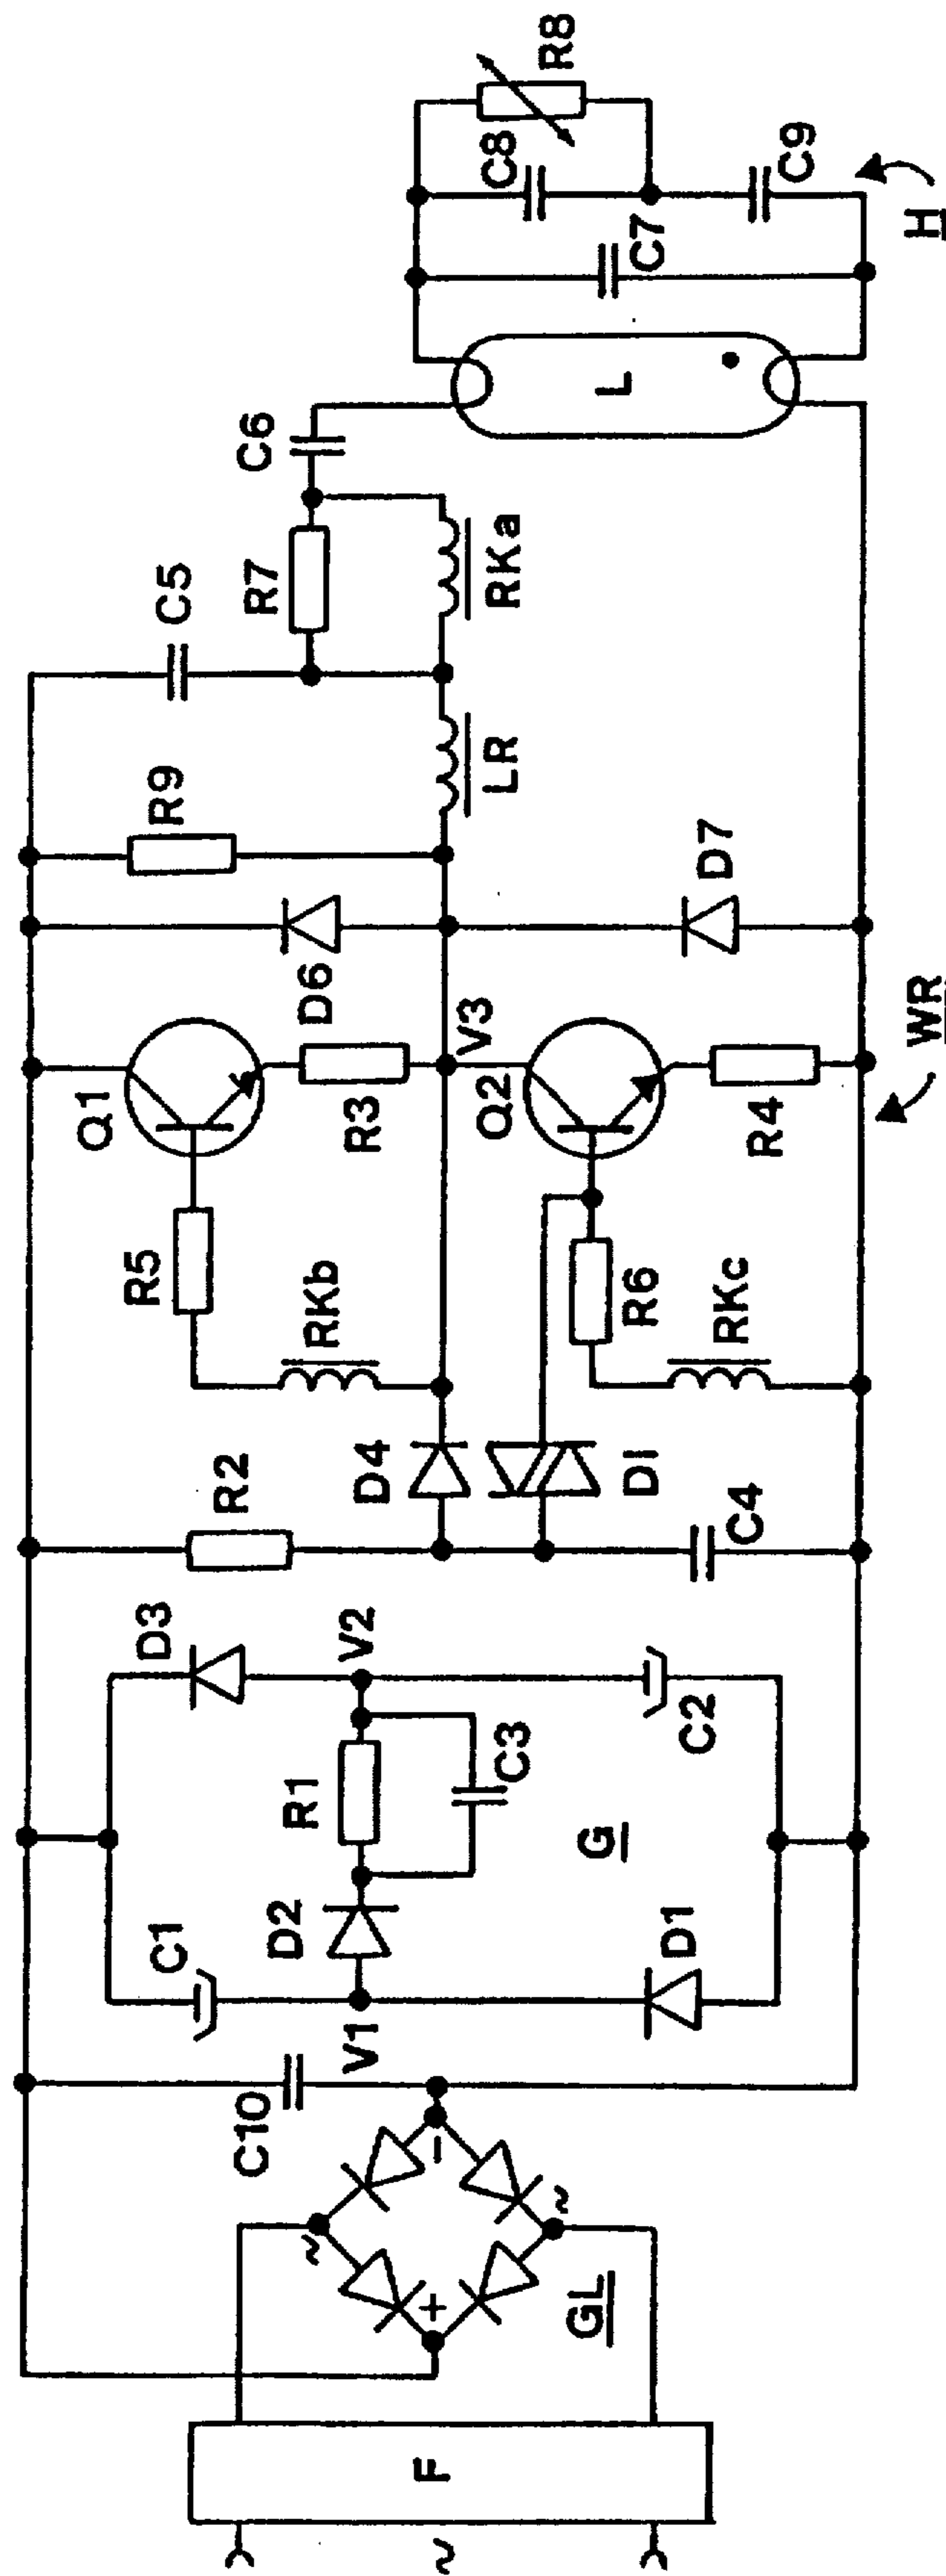 ~
F
GL
~
~
+
-
C10
C1
V1
D1
D2
R1
C3
G
D3
V2
C2
R2
D4
DI
C4
RKb
R5
R6
RKc
Q1
R3
V3
Q2
R4
WR
D6
D7
R9
LR
C5
R7
RKa
C6
L
C7
C8
C9
R8
H